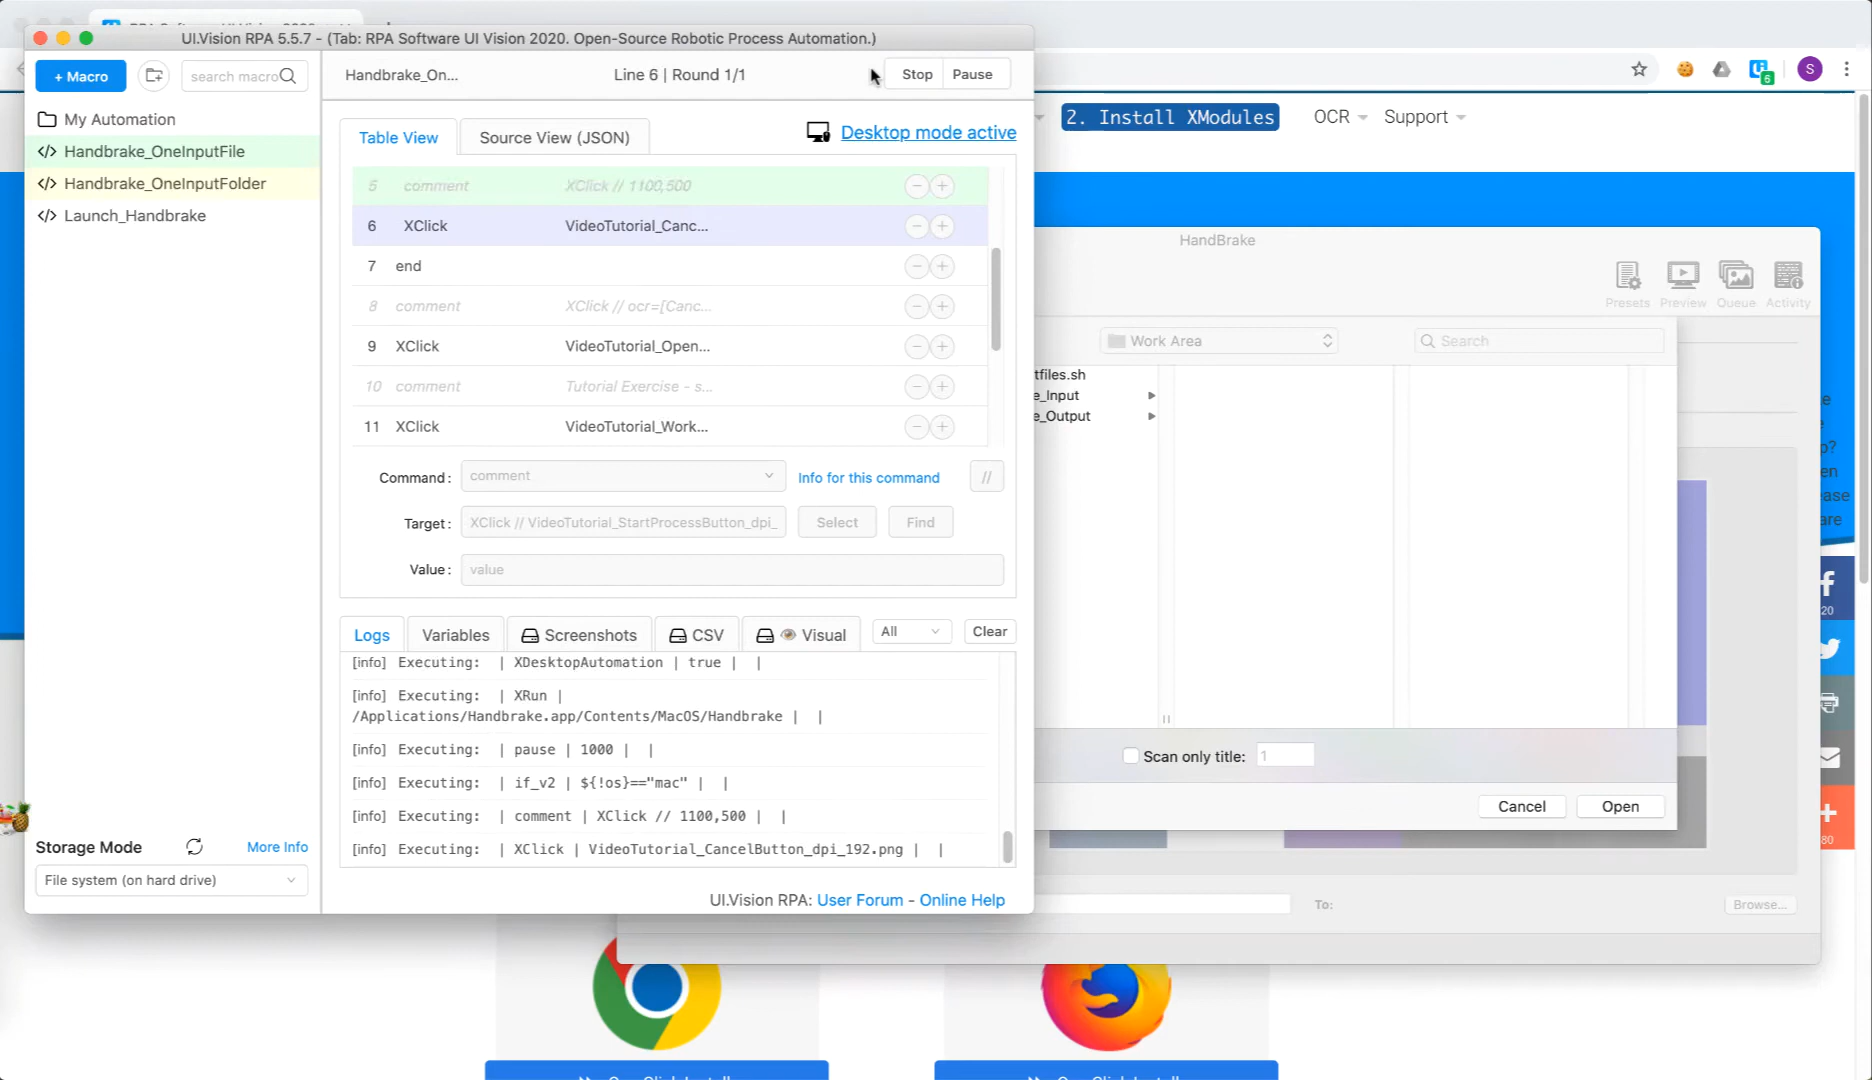 UI.Vision RPA 5.5.7 - (Tab: RPA Software UI Vision 2020. Open-Source Robotic Process Automation.)
+ Macro
search macro
Handbrake_On...
Line 6 | Round 1/1
Stop
Pause
S
6
My Automation
Handbrake_OneInputFile
Handbrake_OneInputFolder
Launch_Handbrake
Table View
Source View (JSON)
Desktop mode active
2. Install XModules
OCR
Support
5 comment XClick // 1100,500
6 XClick VideoTutorial_Canc...
7 end
8 comment XClick // ocr=[Canc...
9 XClick VideoTutorial_Open...
10 comment Tutorial Exercise - s...
11 XClick VideoTutorial_Work...
Command: comment
Info for this command
//
Target: XClick // VideoTutorial_StartProcessButton_dpi_
Select
Find
Value: value
Logs
Variables
Screenshots
CSV
Visual
All
Clear
[info] Executing: | XDesktopAutomation | true | |
[info] Executing: | XRun |
/Applications/Handbrake.app/Contents/MacOS/Handbrake | |
[info] Executing: | pause | 1000 | |
[info] Executing: | if_v2 | ${!os}=="mac" | |
[info] Executing: | comment | XClick // 1100,500 | |
[info] Executing: | XClick | VideoTutorial_CancelButton_dpi_192.png | |
Storage Mode
More Info
File system (on hard drive)
UI.Vision RPA: User Forum - Online Help
HandBrake
Presets
Preview
Queue
Activity
Work Area
Search
tfiles.sh
e_Input
e_Output
Scan only title:
1
Cancel
Open
To:
Browse...
p?
en
ease
are
20
80